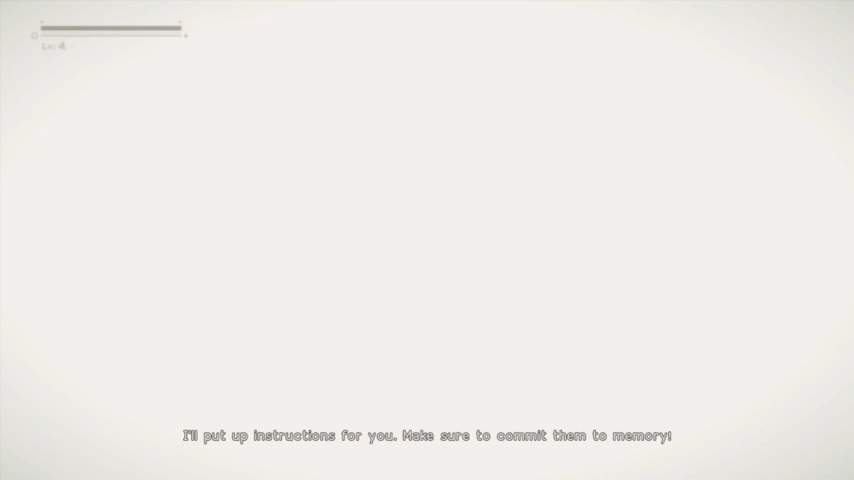 Lv: 4
I'll put up instructions for you. Make sure to commit them to memory!